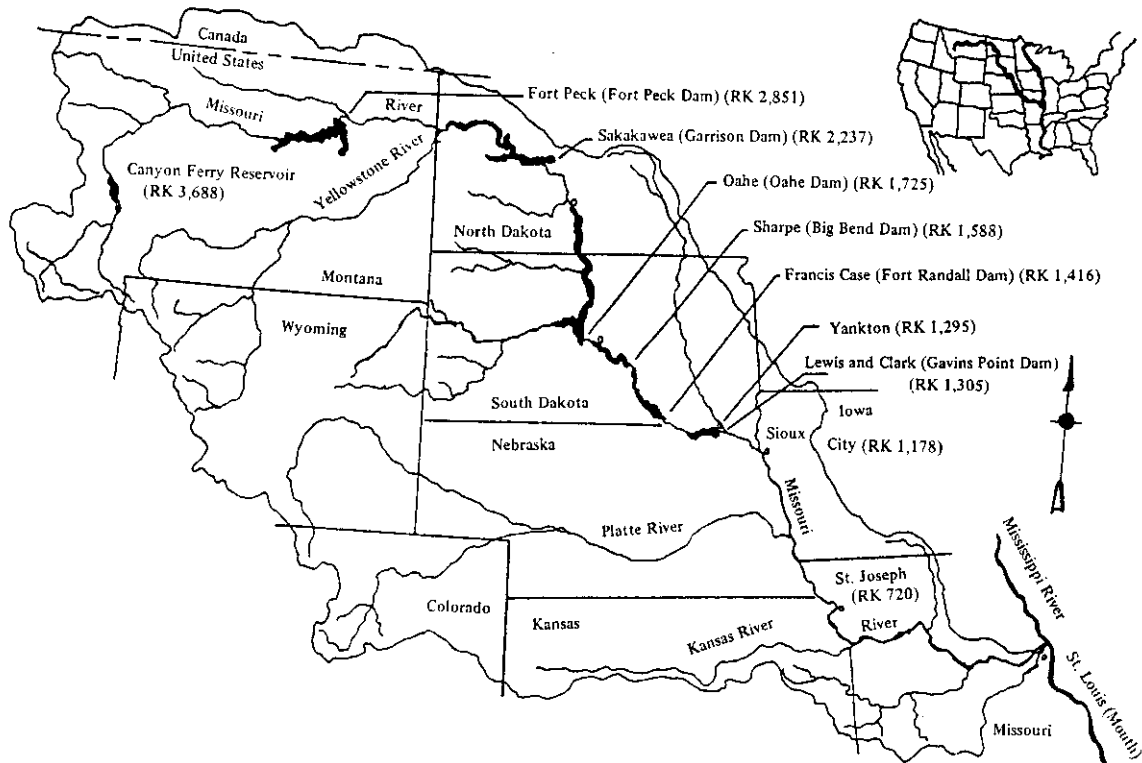 Canada
United States
Missouri
River
Fort Peck (Fort Peck Dam) (RK 2,851)
Sakakawea (Garrison Dam) (RK 2,237)
Canyon Ferry Reservoir
(RK 3,688)
Yellowstone River
Oahe (Oahe Dam) (RK 1,725)
North Dakota
Sharpe (Big Bend Dam) (RK 1,588)
Montana
Francis Case (Fort Randall Dam) (RK 1,416)
Wyoming
Yankton (RK 1,295)
Lewis and Clark (Gavins Point Dam)
(RK 1,305)
South Dakota
Iowa
Nebraska
Sioux
City (RK 1,178)
Missouri
Platte River
Mississippi River
St. Joseph
(RK 720)
Colorado
Kansas
Kansas River
River
St. Louis (Mouth)
Missouri